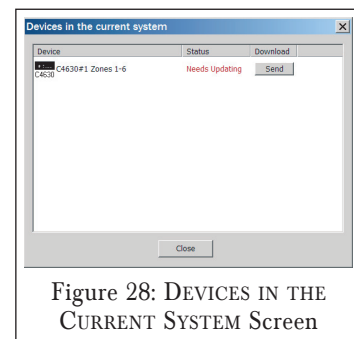 Devices in the current system
Device Status Download
C4630 C4630#1 Zones 1-6 Needs Updating Send
Close
Figure 28: DEVICES IN THE
CURRENT SYSTEM Screen